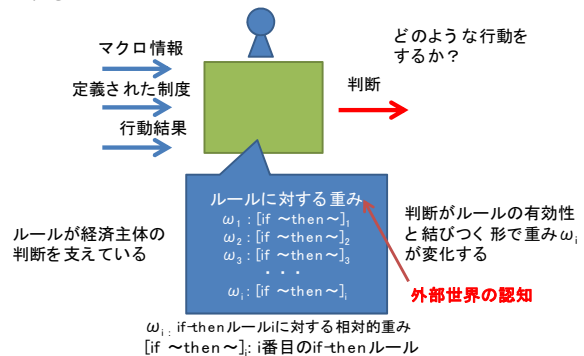 マクロ情報
定義された制度
行動結果
どのような行動を
するか？
判断
ルールに対する重み
ω1 : [if ~then~]1
ω2 : [if ~then~]2
ω3 : [if ~then~]3
・・・
ωi : [if ~then~]i
ルールが経済主体の
判断を支えている
判断がルールの有効性
と結びつく形で重みωi
が変化する
外部世界の認知
ωi : if-thenルールiに対する相対的重み
[if ~then~]i: i番目のif-thenルール